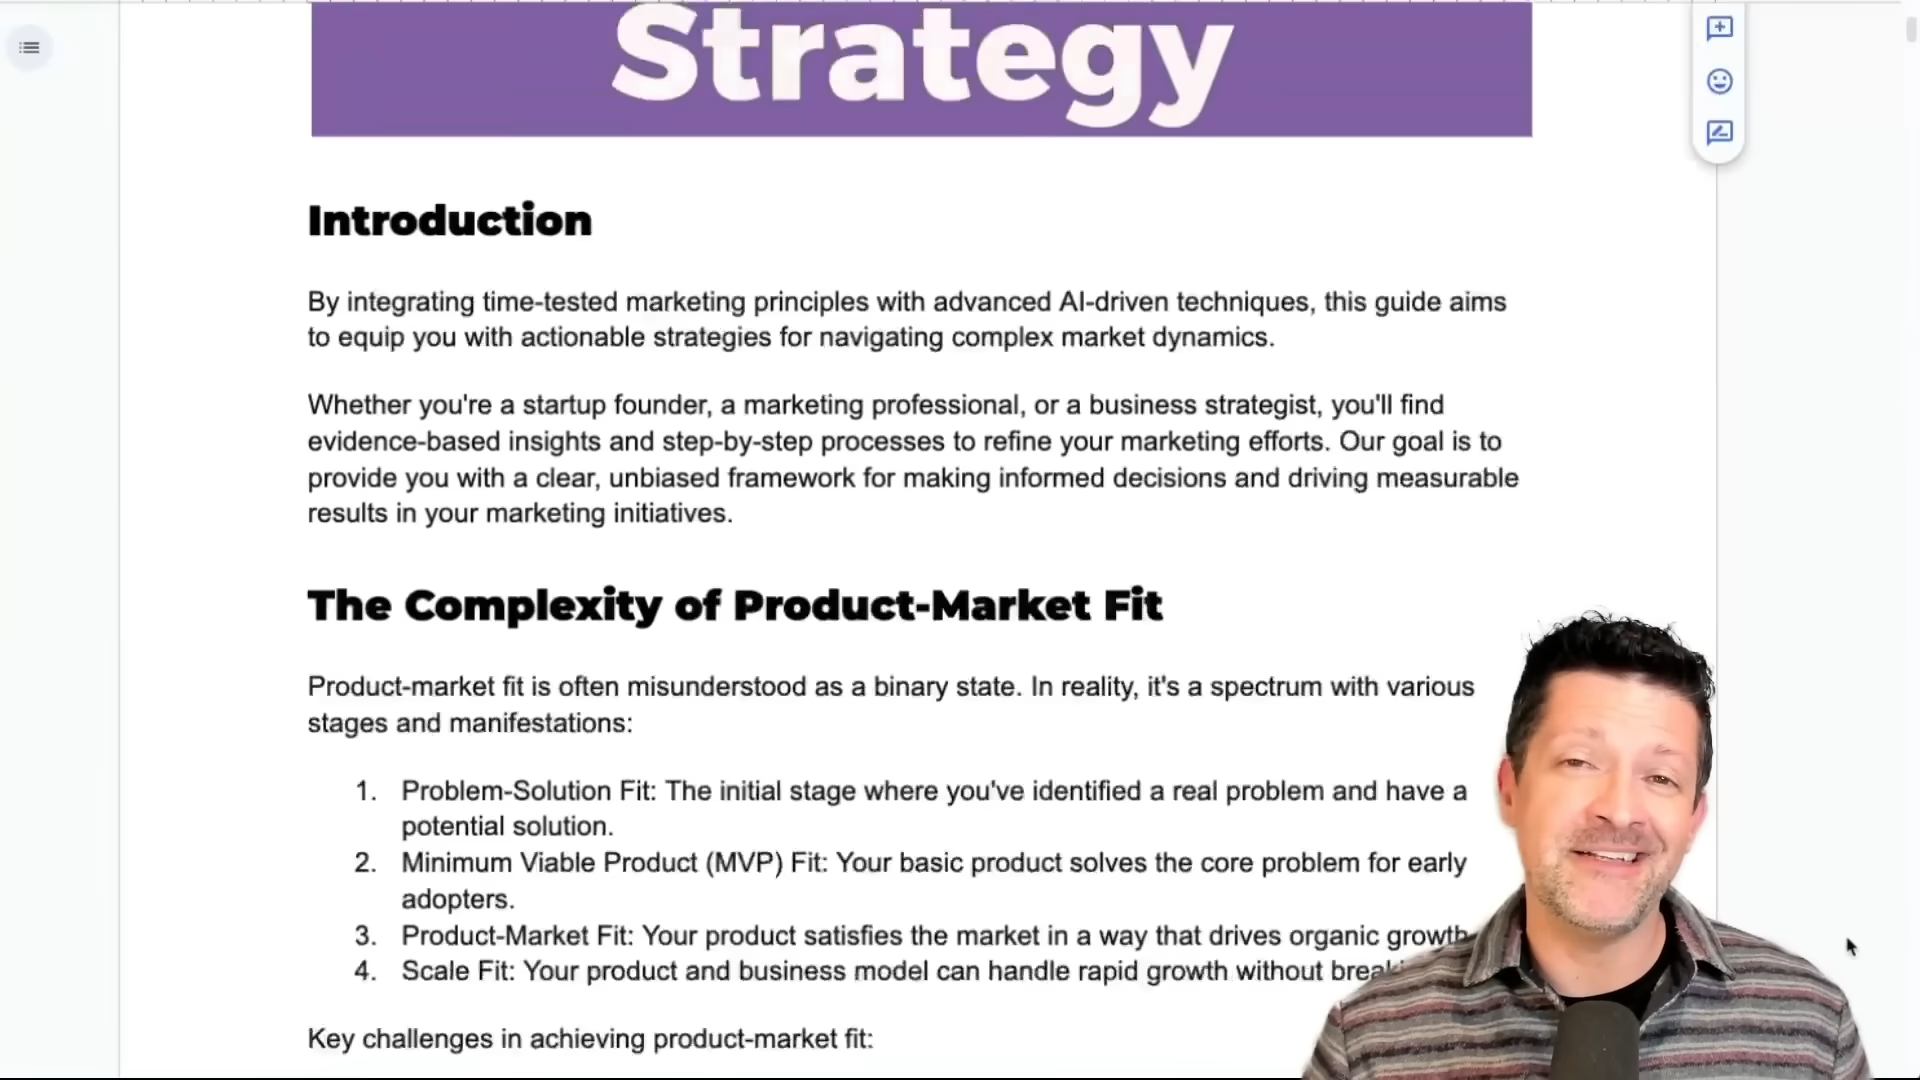 Strategy
Introduction
By integrating time-tested marketing principles with advanced AI-driven techniques, this guide aims
to equip you with actionable strategies for navigating complex market dynamics.
Whether you're a startup founder, a marketing professional, or a business strategist, you'll find
evidence-based insights and step-by-step processes to refine your marketing efforts. Our goal is to
provide you with a clear, unbiased framework for making informed decisions and driving measurable
results in your marketing initiatives.
The Complexity of Product-Market Fit
Product-market fit is often misunderstood as a binary state. In reality, it's a spectrum with various
stages and manifestations:
1. Problem-Solution Fit: The initial stage where you've identified a real problem and have a
potential solution.
2. Minimum Viable Product (MVP) Fit: Your basic product solves the core problem for early
adopters.
3. Product-Market Fit: Your product satisfies the market in a way that drives organic growth
4. Scale Fit: Your product and business model can handle rapid growth without
Key challenges in achieving product-market fit: